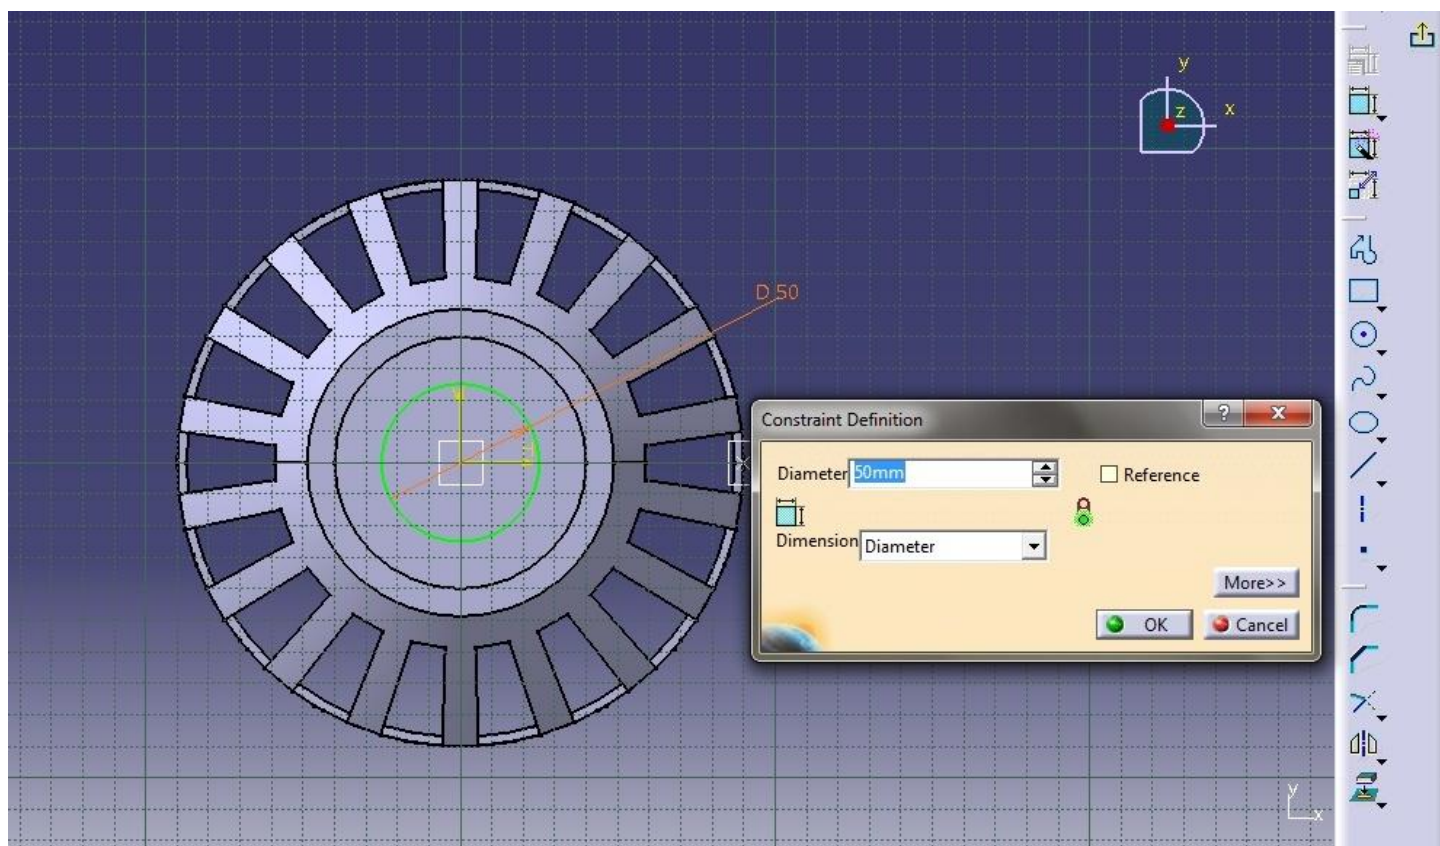 y
z
x
D 50
V
H
Constraint Definition
? X
Diameter 50mm
Reference
Dimension Diameter
More>>
OK
Cancel
y
x